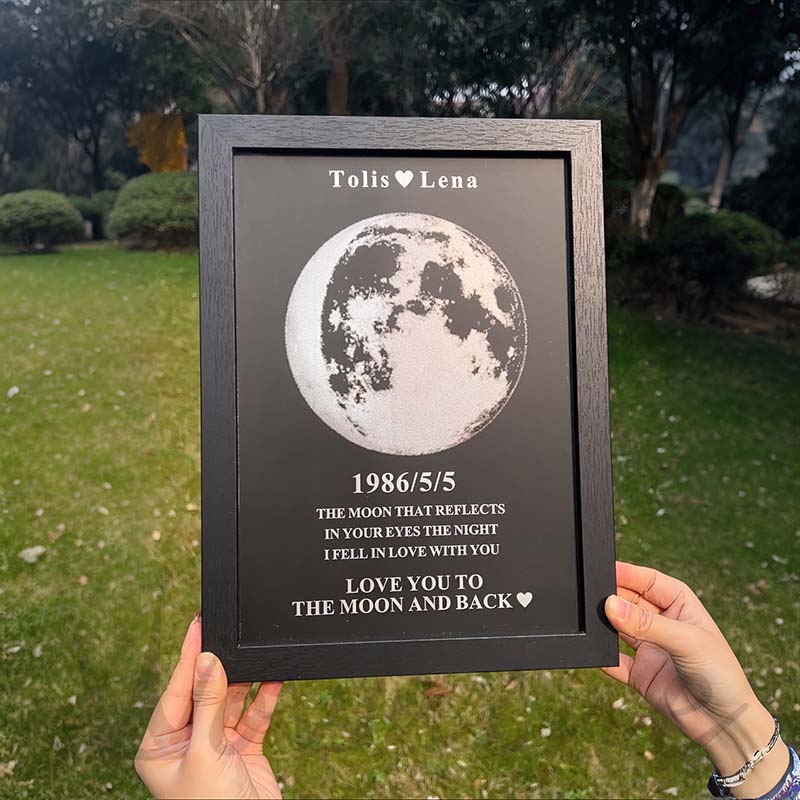 Tolis♥Lena
1986/5/5
THE MOON THAT REFLECTS
IN YOUR EYES THE NIGHT
I FELL IN LOVE WITH YOU
LOVE YOU TO
THE MOON AND BACK♥